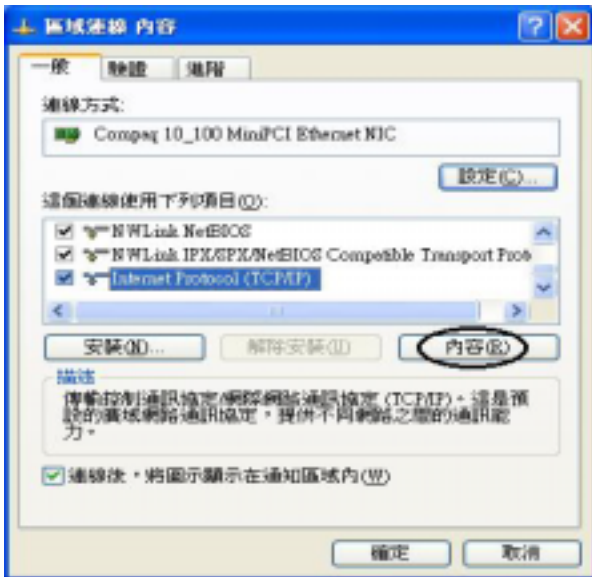 區域連線 內容
一般 驗證 進階
連線方式:
Compaq 10_100 MiniPCI Ethernet NIC
設定(C)...
這個連線使用下列項目(O):
NWLink NetBIOS
NWLink IPX/SPX/NetBIOS Compatible Transport Prot
Internet Protocol (TCP/IP)
安裝(N)... 解除安裝(U) 內容(R)
描述
傳輸控制通訊協定/網際網路通訊協定 (TCP/IP)。這是預
設的廣域網路通訊協定，提供不同網路之間的通訊能
力。
連線後，將圖示顯示在通知區域內(W)
確定 取消